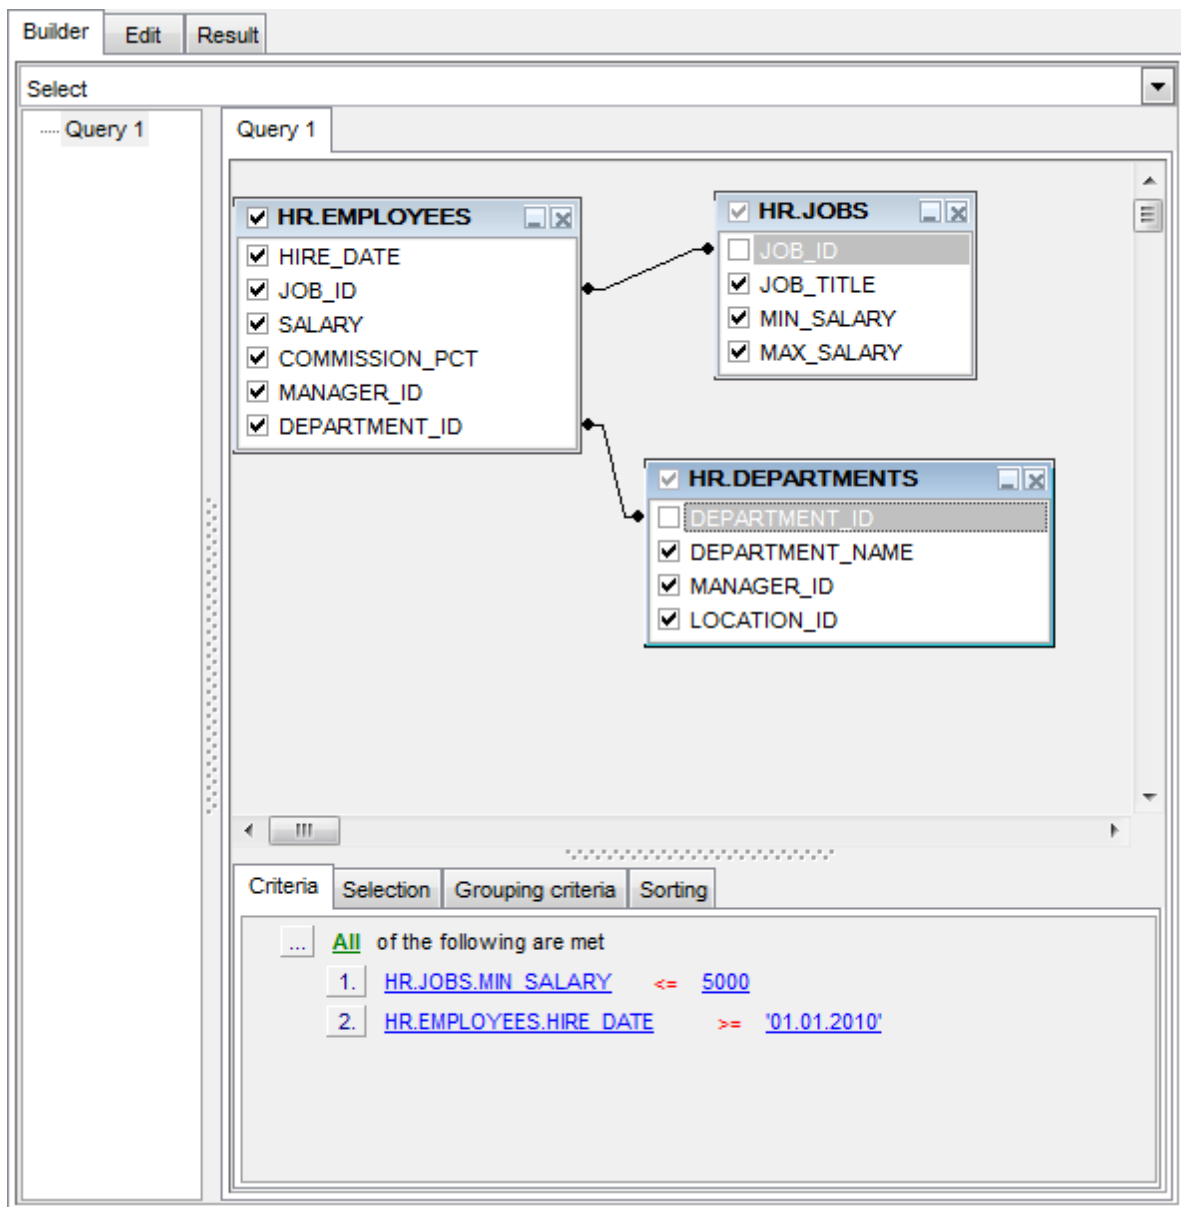 Builder Edit Result
Select
Query 1
Query 1
HR.EMPLOYEES
HIRE_DATE
JOB_ID
SALARY
COMMISSION_PCT
MANAGER_ID
DEPARTMENT_ID
HR.JOBS
JOB_ID
JOB_TITLE
MIN_SALARY
MAX_SALARY
HR.DEPARTMENTS
DEPARTMENT_ID
DEPARTMENT_NAME
MANAGER_ID
LOCATION_ID
Criteria Selection Grouping criteria Sorting
... All of the following are met
1. HR.JOBS.MIN_SALARY <= 5000
2. HR.EMPLOYEES.HIRE_DATE >= '01.01.2010'